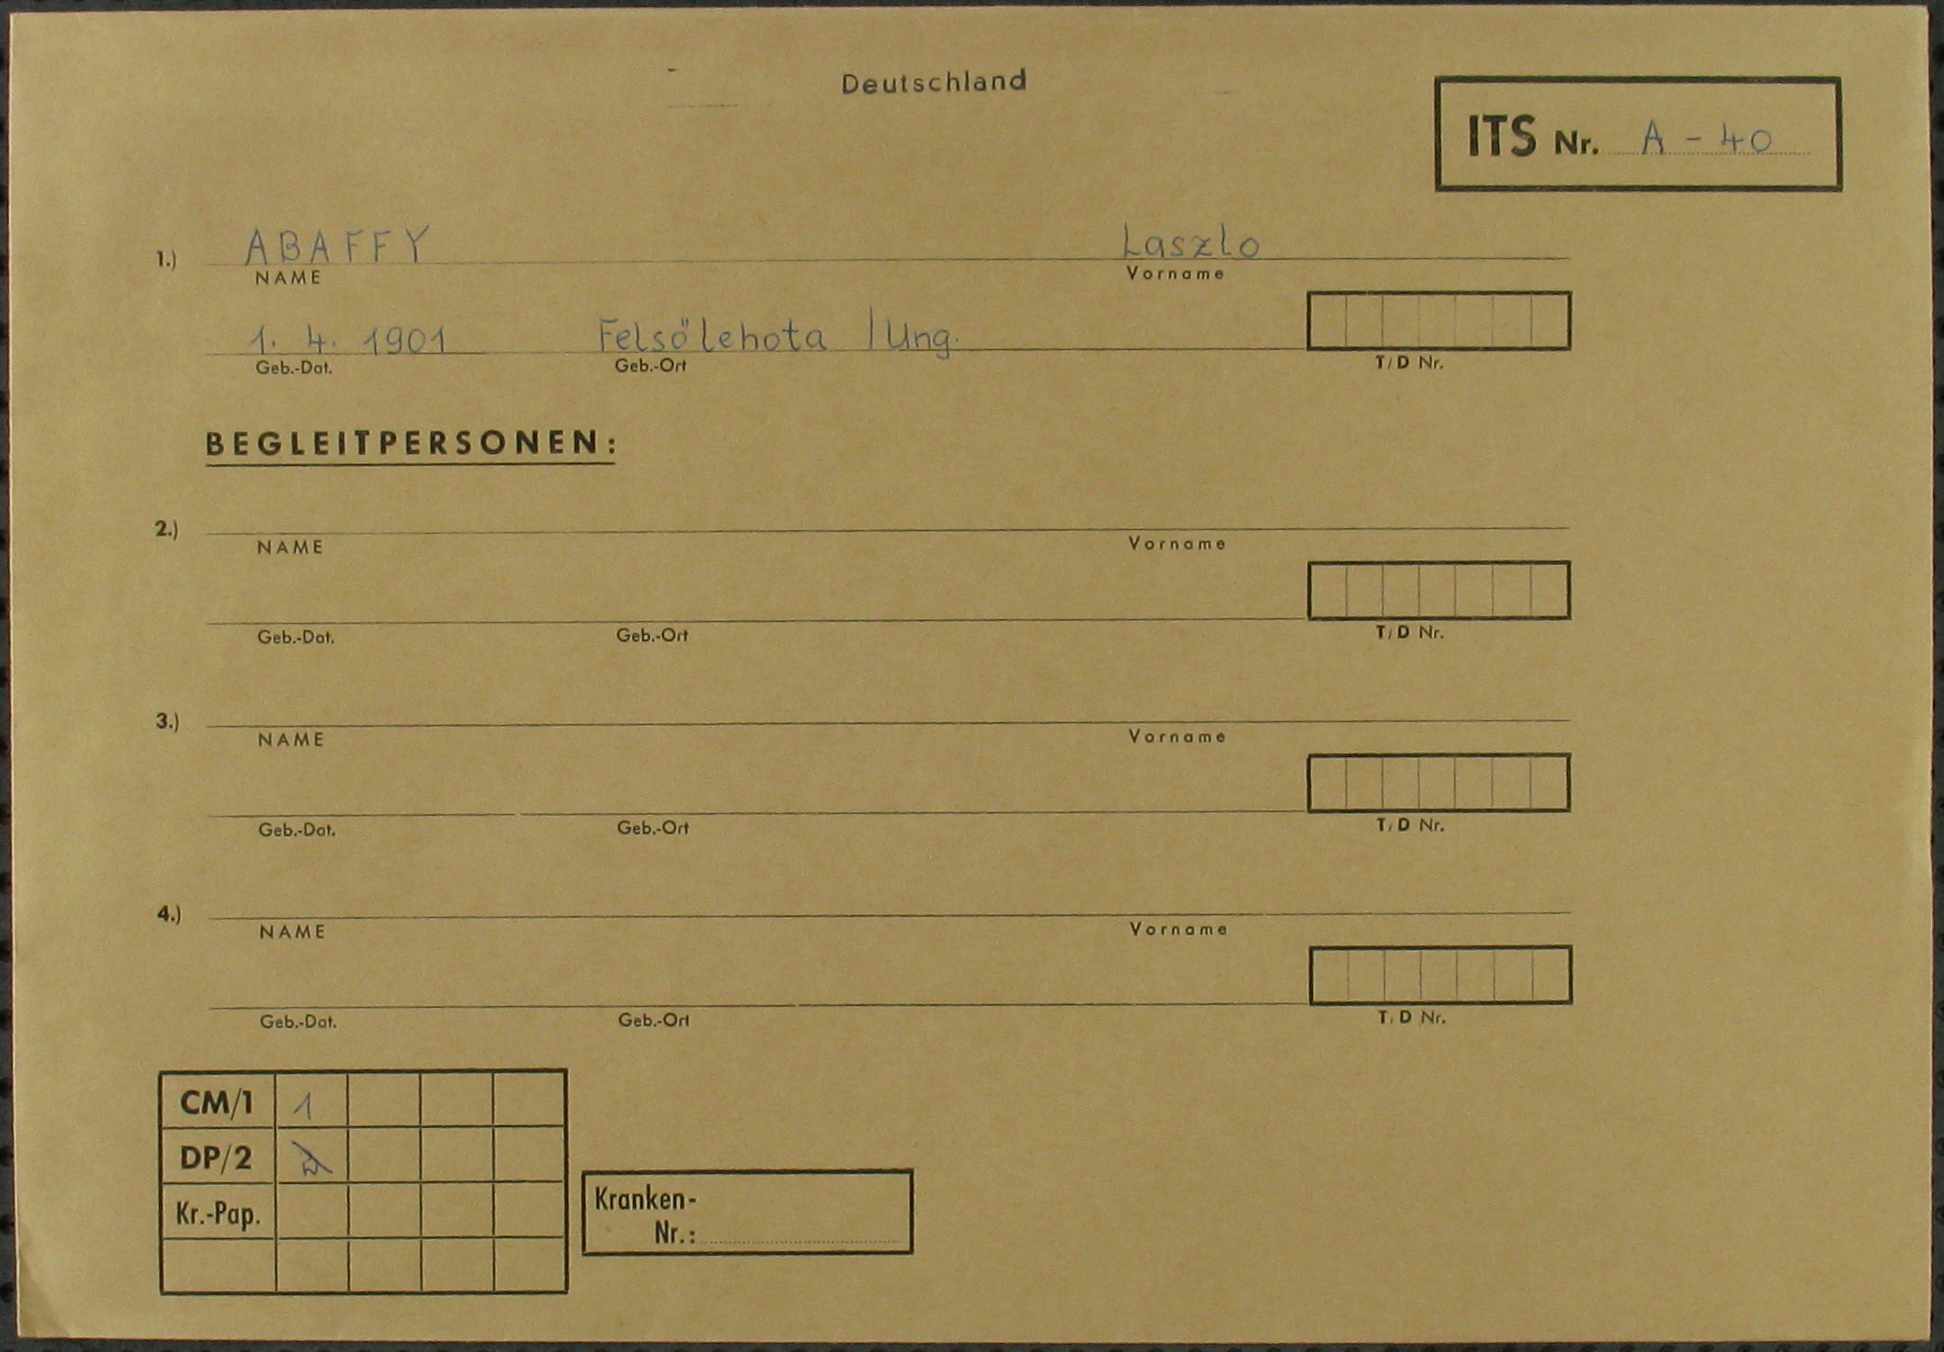 Deutschland
ITS Nr. A - 40
1.) ABAFFY Laszlo
NAME Vorname
1. 4. 1901 Felsölehota /Ung.
Geb.-Dat. Geb.-Ort T/D Nr.
BEGLEITPERSONEN:
2.)
NAME Vorname
Geb.-Dat. Geb.-Ort T/D Nr.
3.)
NAME Vorname
Geb.-Dat. Geb.-Ort T/D Nr.
4.)
NAME Vorname
Geb.-Dat. Geb.-Ort T/D Nr.
CM/1 1
DP/2
Kr.-Pap.
Kranken-
Nr.: